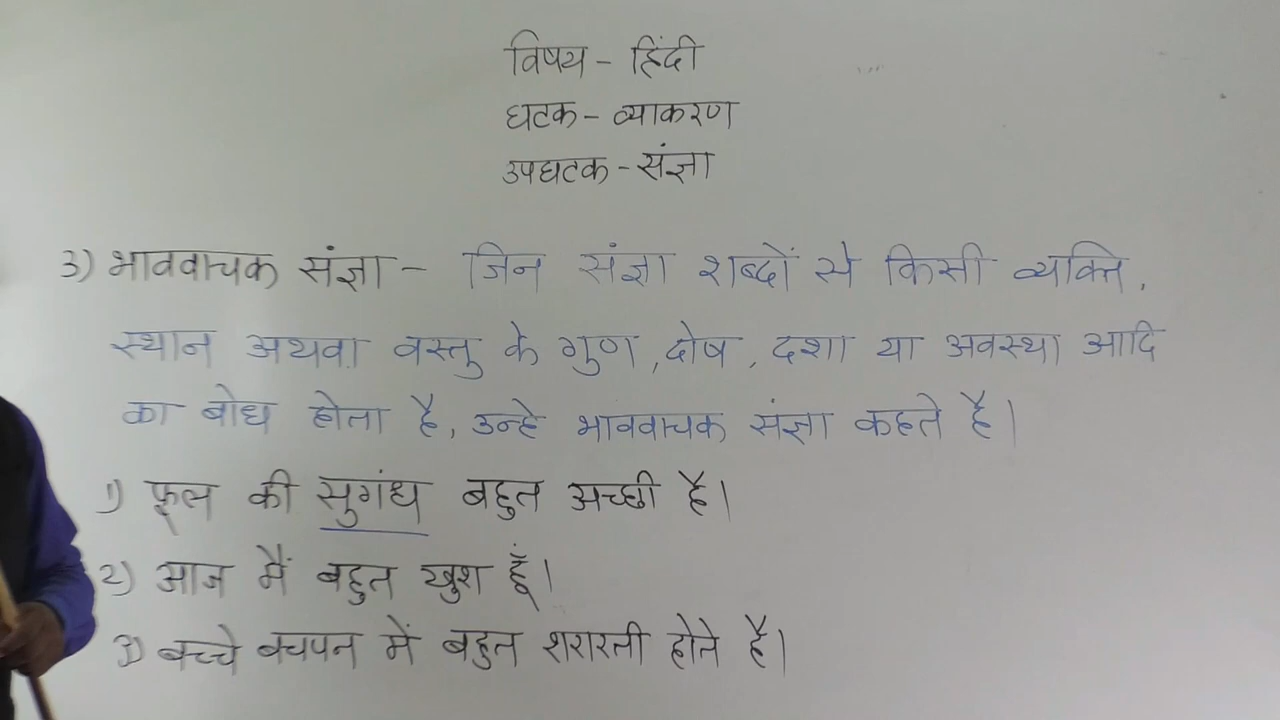 विषय - हिंदी
घटक - व्याकरण
उपघटक - संज्ञा
3) भाववाचक संज्ञा - जिन संज्ञा शब्दों से किसी व्यक्ति,
स्थान अथवा वस्तु के गुण, दोष, दशा या अवस्था आदि
का बोध होता है, उन्हे भाववाचक संज्ञा कहते है।
1) फूल की सुगंध बहुत अच्छी है।
2) आज मैं बहुत खुश हूँ।
3) बच्चे बचपन में बहुत शरारती होते है।